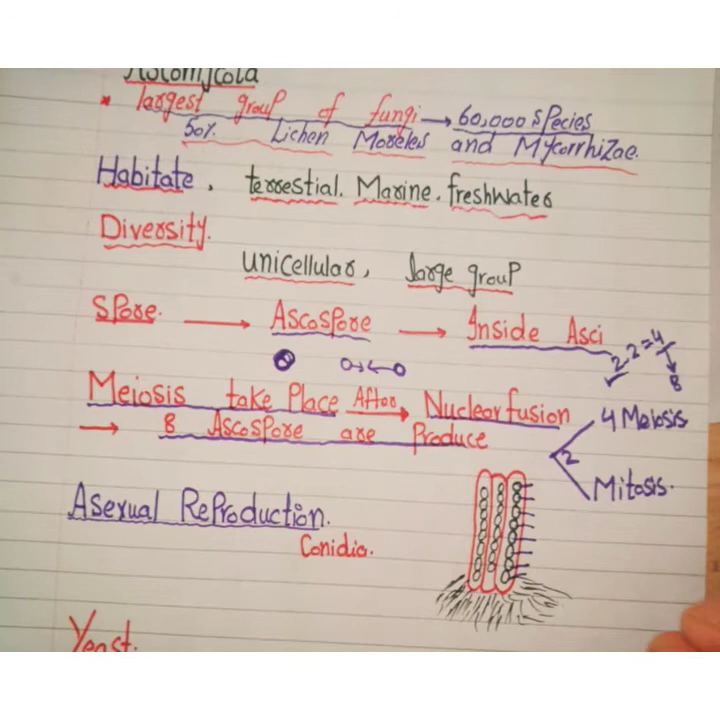 Ascomycota
* largest group of fungi → 60,000 species
50% Lichen Moreles and Mycorrhizae.
Habitate, terrestial. Marine. freshwater
Diversity.
unicellular, large group
Spore. → Ascospore → Inside Asci
2-2=4
8
Meiosis take Place After → Nuclear fusion
→ 8 Ascospore are Produce
2
4 Meiosis
Mitosis.
Asexual Reproduction.
Conidia.
Yeast.